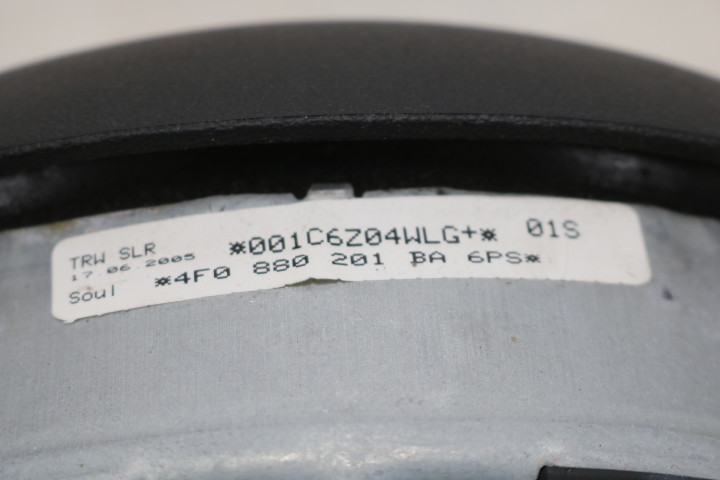 TRW SLR *001C6Z04WLG+* 01S
17.06.2005
Soul *4F0 880 201 BA 6PS*